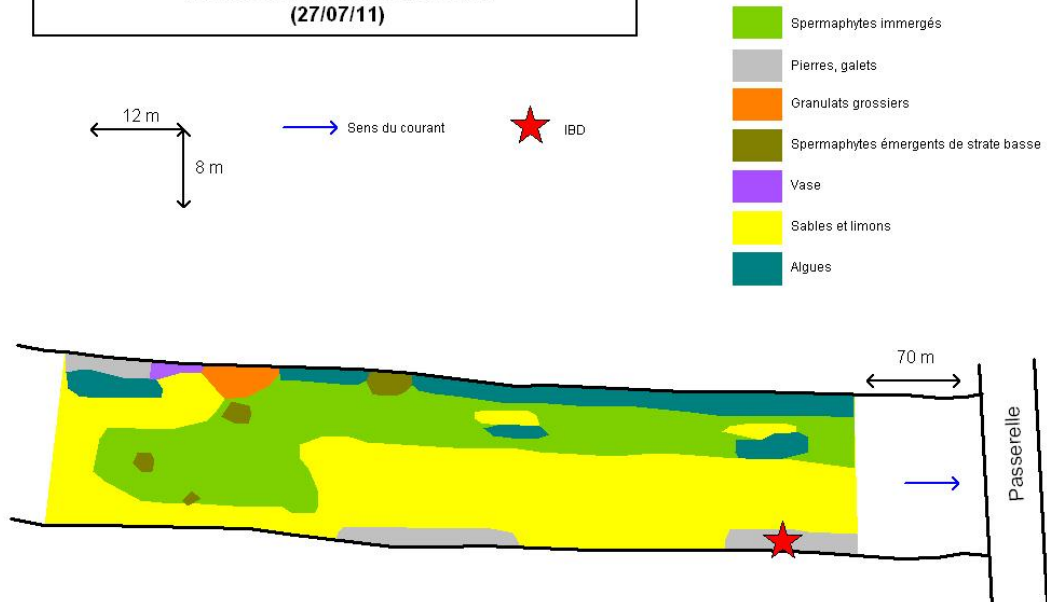 (27/07/11)
Spermaphytes immergés
Pierres, galets
Granulats grossiers
Spermaphytes émergents de strate basse
Vase
Sables et limons
Algues
12 m
8 m
Sens du courant
IBD
70 m
Passerelle